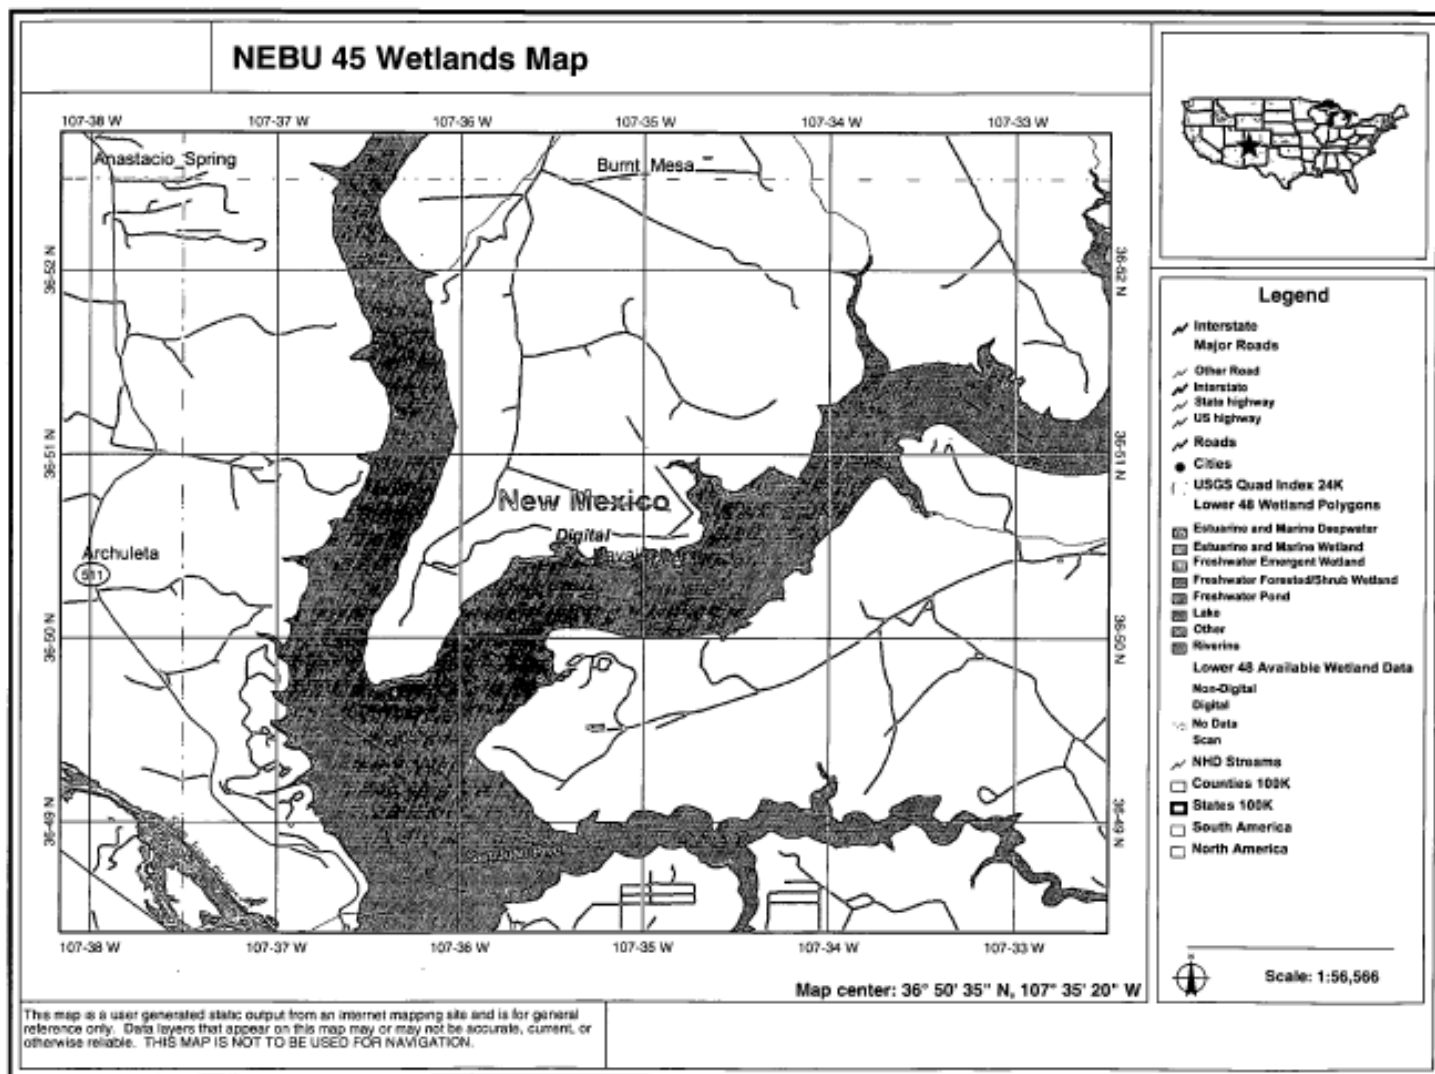 NEBU 45 Wetlands Map
107-38 W 107-37 W 107-36 W 107-35 W 107-34 W 107-33 W
Anastacio_Spring
Burnt_Mesa
36-52 N
36-52 N
36-51 N
36-51 N
New Mexico
Digital
Archuleta
511
36-50 N
36-50 N
36-49 N
36-49 N
107-38 W 107-37 W 107-36 W 107-35 W 107-34 W 107-33 W
Map center: 36° 50' 35" N, 107° 35' 20" W
Legend
Interstate
Major Roads
Other Road
Interstate
State highway
US highway
Roads
Cities
USGS Quad Index 24K
Lower 48 Wetland Polygons
Estuarine and Marine Deepwater
Estuarine and Marine Wetland
Freshwater Emergent Wetland
Freshwater Forested/Shrub Wetland
Freshwater Pond
Lake
Other
Riverine
Lower 48 Available Wetland Data
Non-Digital
Digital
No Data
Scan
NHD Streams
Counties 100K
States 100K
South America
North America
N
Scale: 1:56,566
This map is a user generated static output from an internet mapping site and is for general
reference only. Data layers that appear on this map may or may not be accurate, current, or
otherwise reliable. THIS MAP IS NOT TO BE USED FOR NAVIGATION.